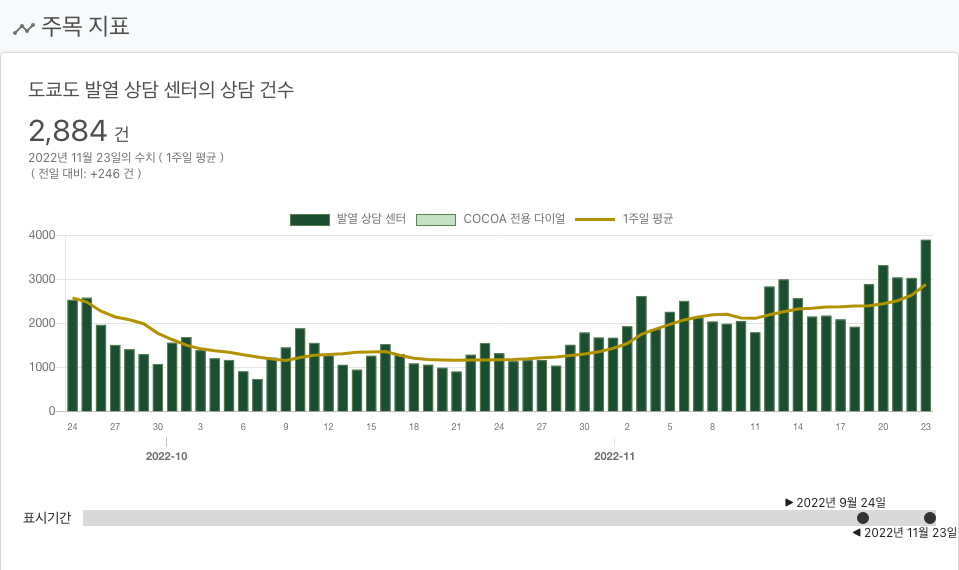 주목 지표
도쿄도 발열 상담 센터의 상담 건수
2,884 건
2022년 11월 23일의 수치 ( 1주일 평균 )
( 전일 대비: +246 건 )
발열 상담 센터 COCOA 전용 다이얼 1주일 평균
4000
3000
2000
1000
0
24 27 30 3 6 9 12 15 18 21 24 27 30 2 5 8 11 14 17 20 23
2022-10 2022-11
▶ 2022년 9월 24일
표시기간
◀ 2022년 11월 23일